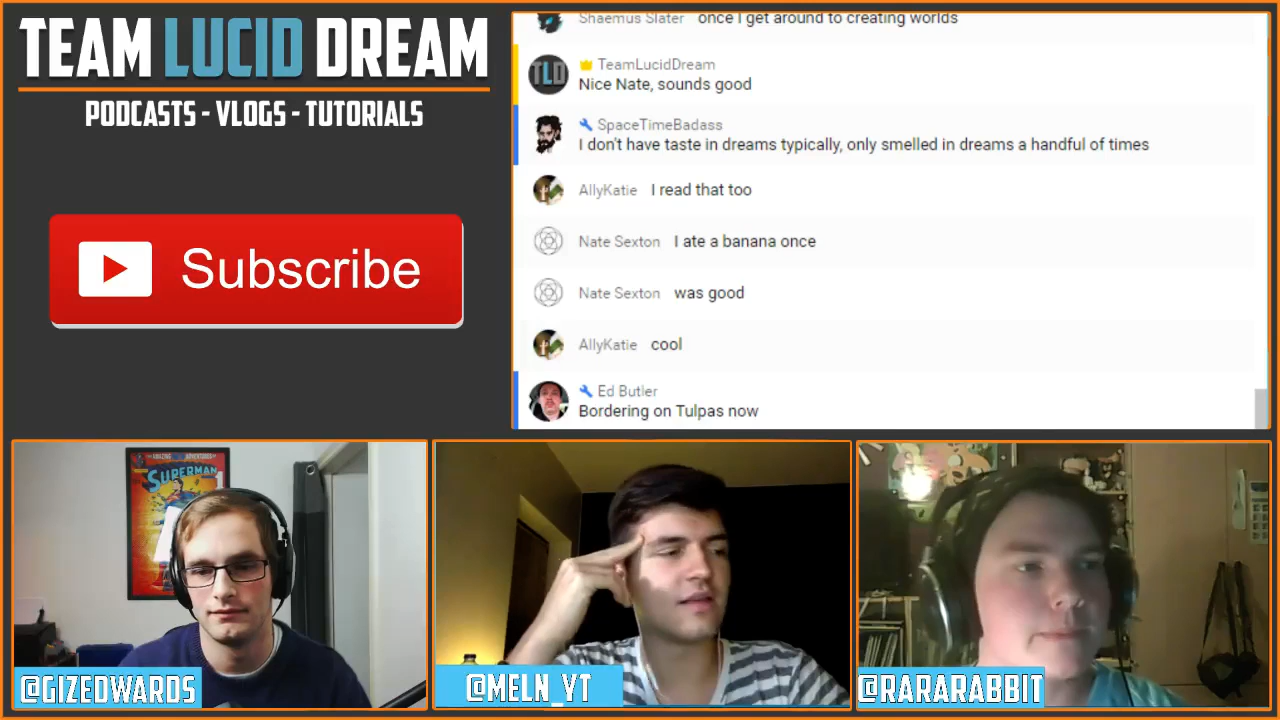 TEAM LUCID DREAM
PODCASTS - VLOGS - TUTORIALS
Subscribe
Shaemus Slater once I get around to creating worlds
TLD
TeamLucidDream
Nice Nate, sounds good
SpaceTimeBadass
I don't have taste in dreams typically, only smelled in dreams a handful of times
AllyKatie I read that too
Nate Sexton I ate a banana once
Nate Sexton was good
AllyKatie cool
Ed Butler
Bordering on Tulpas now
SUPERMAN
@GIZEDWARDS
@MELN_YT
@RARARABBIT